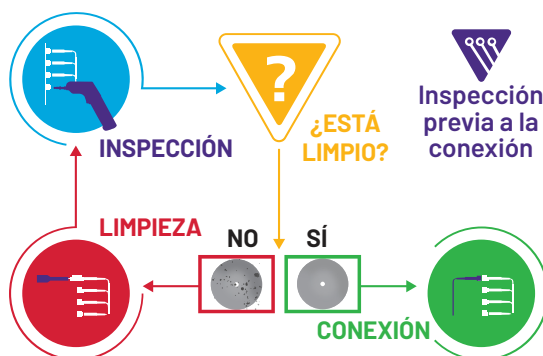 ?
INSPECCIÓN
¿ESTÁ
LIMPIO?
Inspección
previa a la
conexión
LIMPIEZA
NO
SÍ
CONEXIÓN